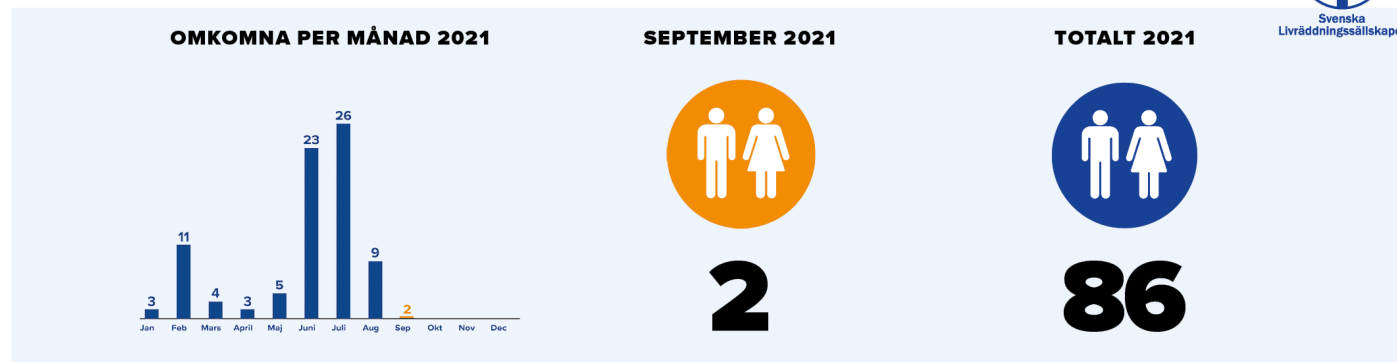 Svenska
Livräddningssällskape
OMKOMNA PER MÅNAD 2021
SEPTEMBER 2021
TOTALT 2021
26
23
11
9
5
4
3
3
2
Jan Feb Mars April Maj Juni Juli Aug Sep Okt Nov Dec
2
86